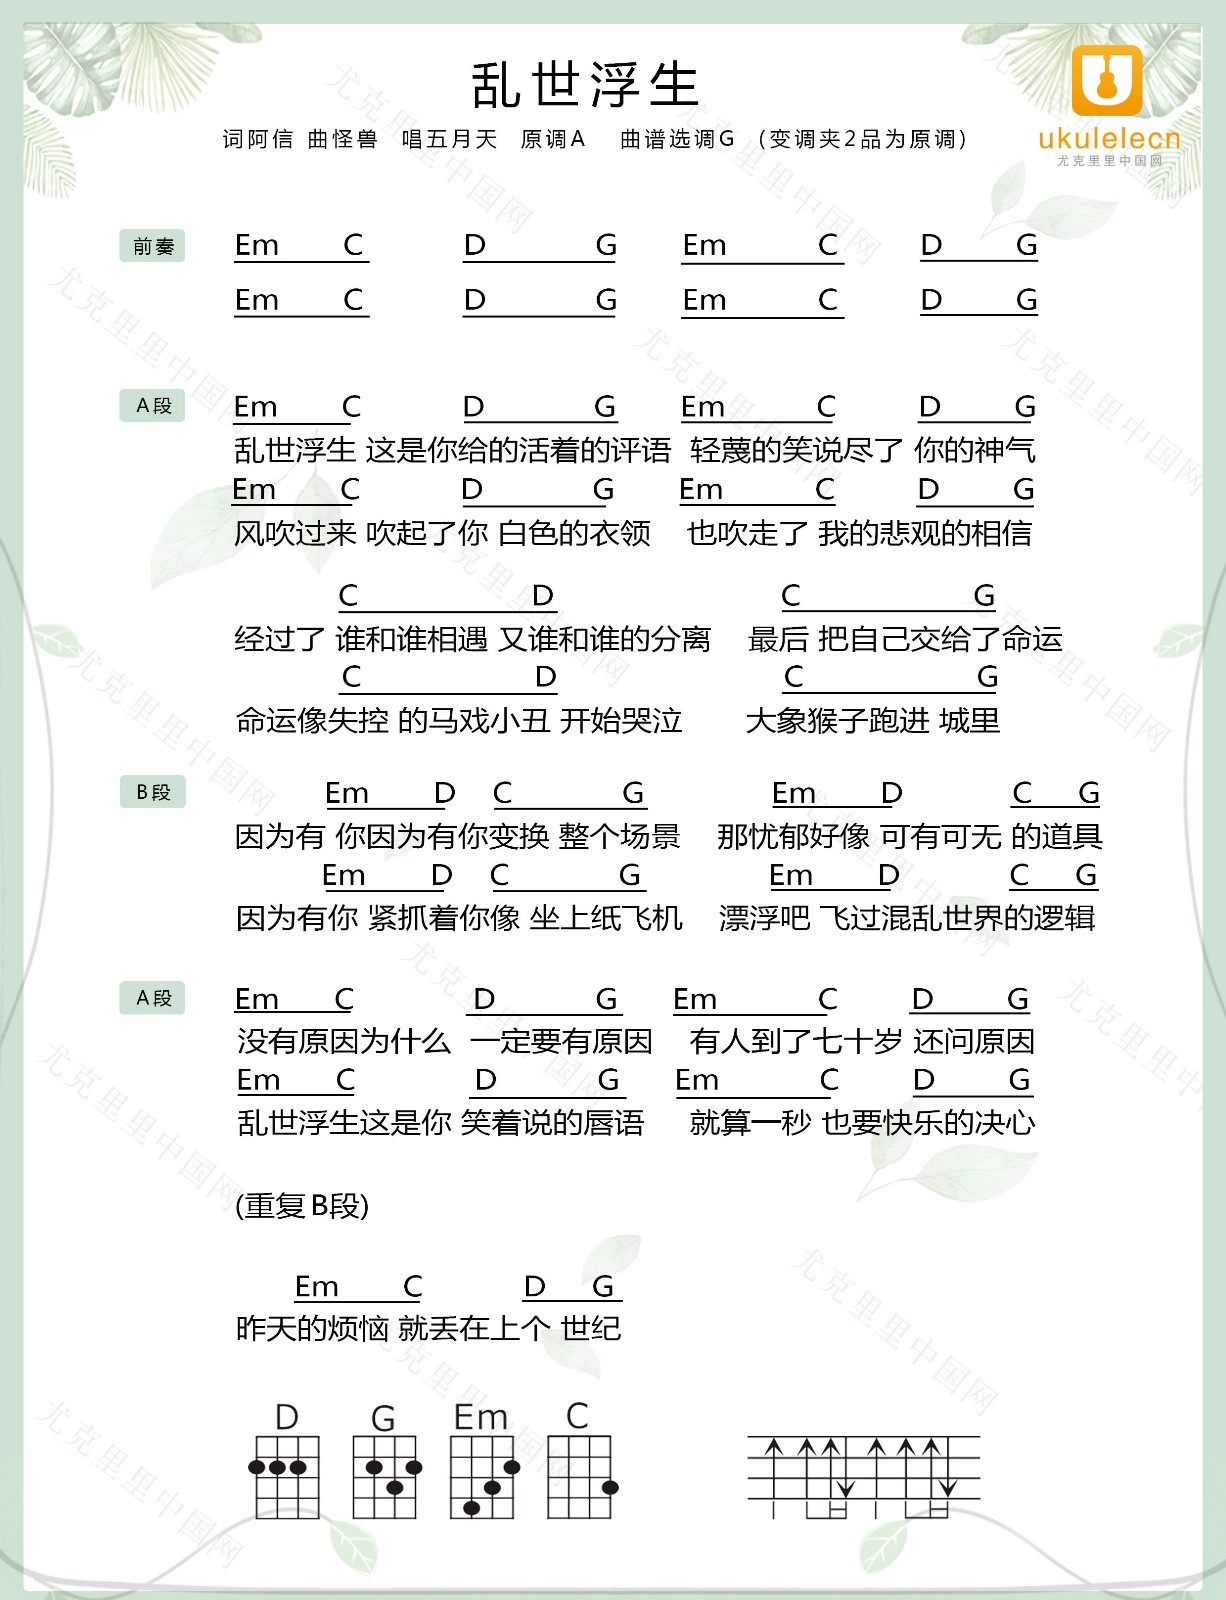 乱世浮生
词阿信 曲怪兽 唱五月天 原调A 曲谱选调G (变调夹2品为原调)
ukulelecn
尤克里里中国网
前奏 Em C D G Em C D G
Em C D G Em C D G
A段 Em C D G Em C D G
乱世浮生 这是你给的活着的评语 轻蔑的笑说尽了 你的神气
Em C D G Em C D G
风吹过来 吹起了你 白色的衣领 也吹走了 我的悲观的相信
C D C G
经过了 谁和谁相遇 又谁和谁的分离 最后 把自己交给了命运
C D C G
命运像失控 的马戏小丑 开始哭泣 大象猴子跑进 城里
B段 Em D C G Em D C G
因为有 你因为有你变换 整个场景 那忧郁好像 可有可无 的道具
Em D C G Em D C G
因为有你 紧抓着你像 坐上纸飞机 漂浮吧 飞过混乱世界的逻辑
A段 Em C D G Em C D G
没有原因为什么 一定要有原因 有人到了七十岁 还问原因
Em C D G Em C D G
乱世浮生这是你 笑着说的唇语 就算一秒 也要快乐的决心
(重复B段)
Em C D G
昨天的烦恼 就丢在上个 世纪
D G Em C